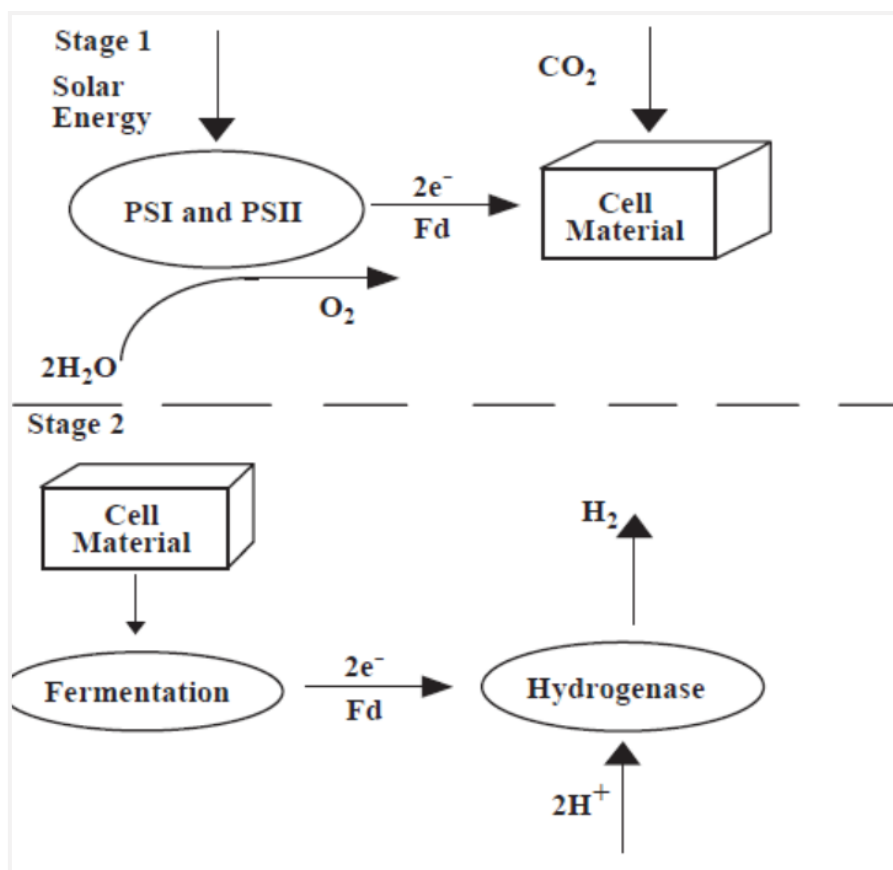 Stage 1
Solar
Energy
CO₂
PSI and PSII
2e⁻
Fd
Cell
Material
O₂
2H₂O
Stage 2
Cell
Material
H₂
Fermentation
2e⁻
Fd
Hydrogenase
2H⁺